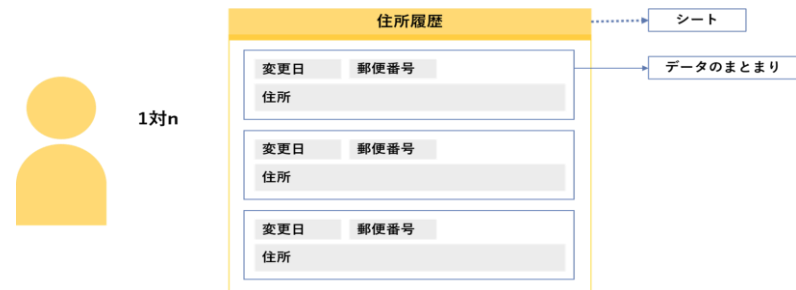 住所履歴
シート
変更日 郵便番号
データのまとまり
住所
1対n
変更日 郵便番号
住所
変更日 郵便番号
住所